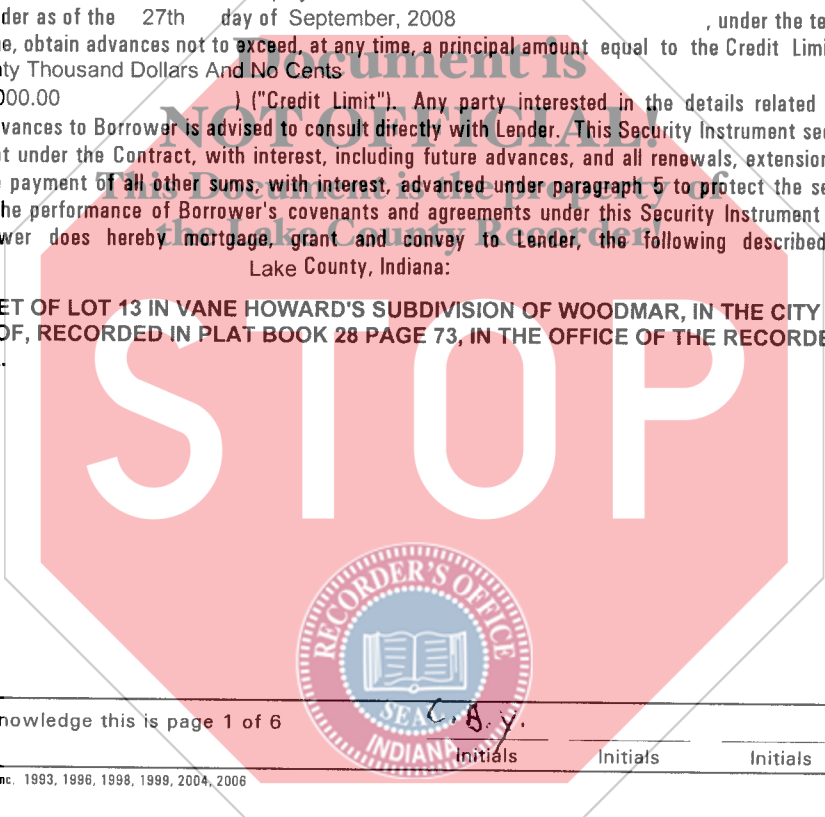 der as of the 27th day of September, 2008 , under the te
e, obtain advances not to exceed, at any time, a principal amount equal to the Credit Limi
ty Thousand Dollars And No Cents
000.00 ) ("Credit Limit"). Any party interested in the details related
vances to Borrower is advised to consult directly with Lender. This Security Instrument sec
t under the Contract, with interest, including future advances, and all renewals, extension
payment of all other sums, with interest, advanced under paragraph 5 to protect the se
he performance of Borrower's covenants and agreements under this Security Instrument
wer does hereby mortgage, grant and convey to Lender, the following described
Lake County, Indiana:
ET OF LOT 13 IN VANE HOWARD'S SUBDIVISION OF WOODMAR, IN THE CITY
OF, RECORDED IN PLAT BOOK 28 PAGE 73, IN THE OFFICE OF THE RECORDE
Document is
NOT OFFICIAL!
This Document is the property of
the Lake County Recorder!
STOP
RECORDER'S OFFICE
SEAL
INDIANA
nowledge this is page 1 of 6
Initials Initials Initials
nc. 1993, 1996, 1998, 1999, 2004, 2006